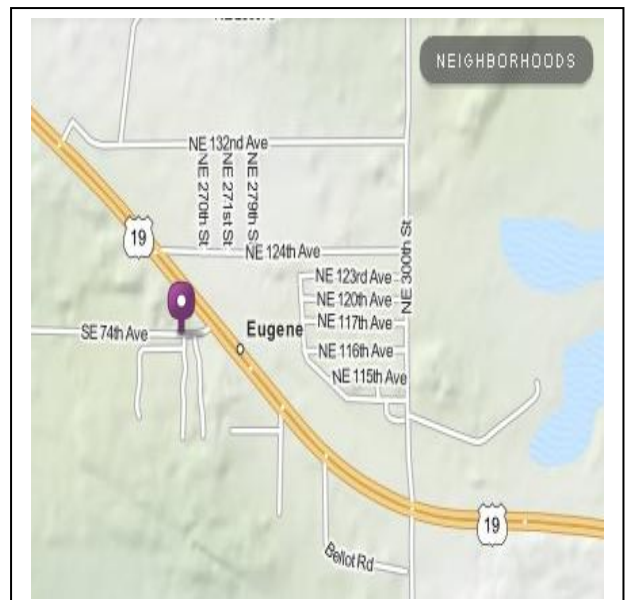 NEIGHBORHOODS
NE 132nd Ave
NE 270th St
NE 271st St
NE 279th S
19
NE 124th Ave
NE 300th St
NE 123rd Ave
NE 120th Ave
SE 74th Ave
Eugene
NE 117th Ave
NE 116th Ave
NE 115th Ave
19
Bellot Rd